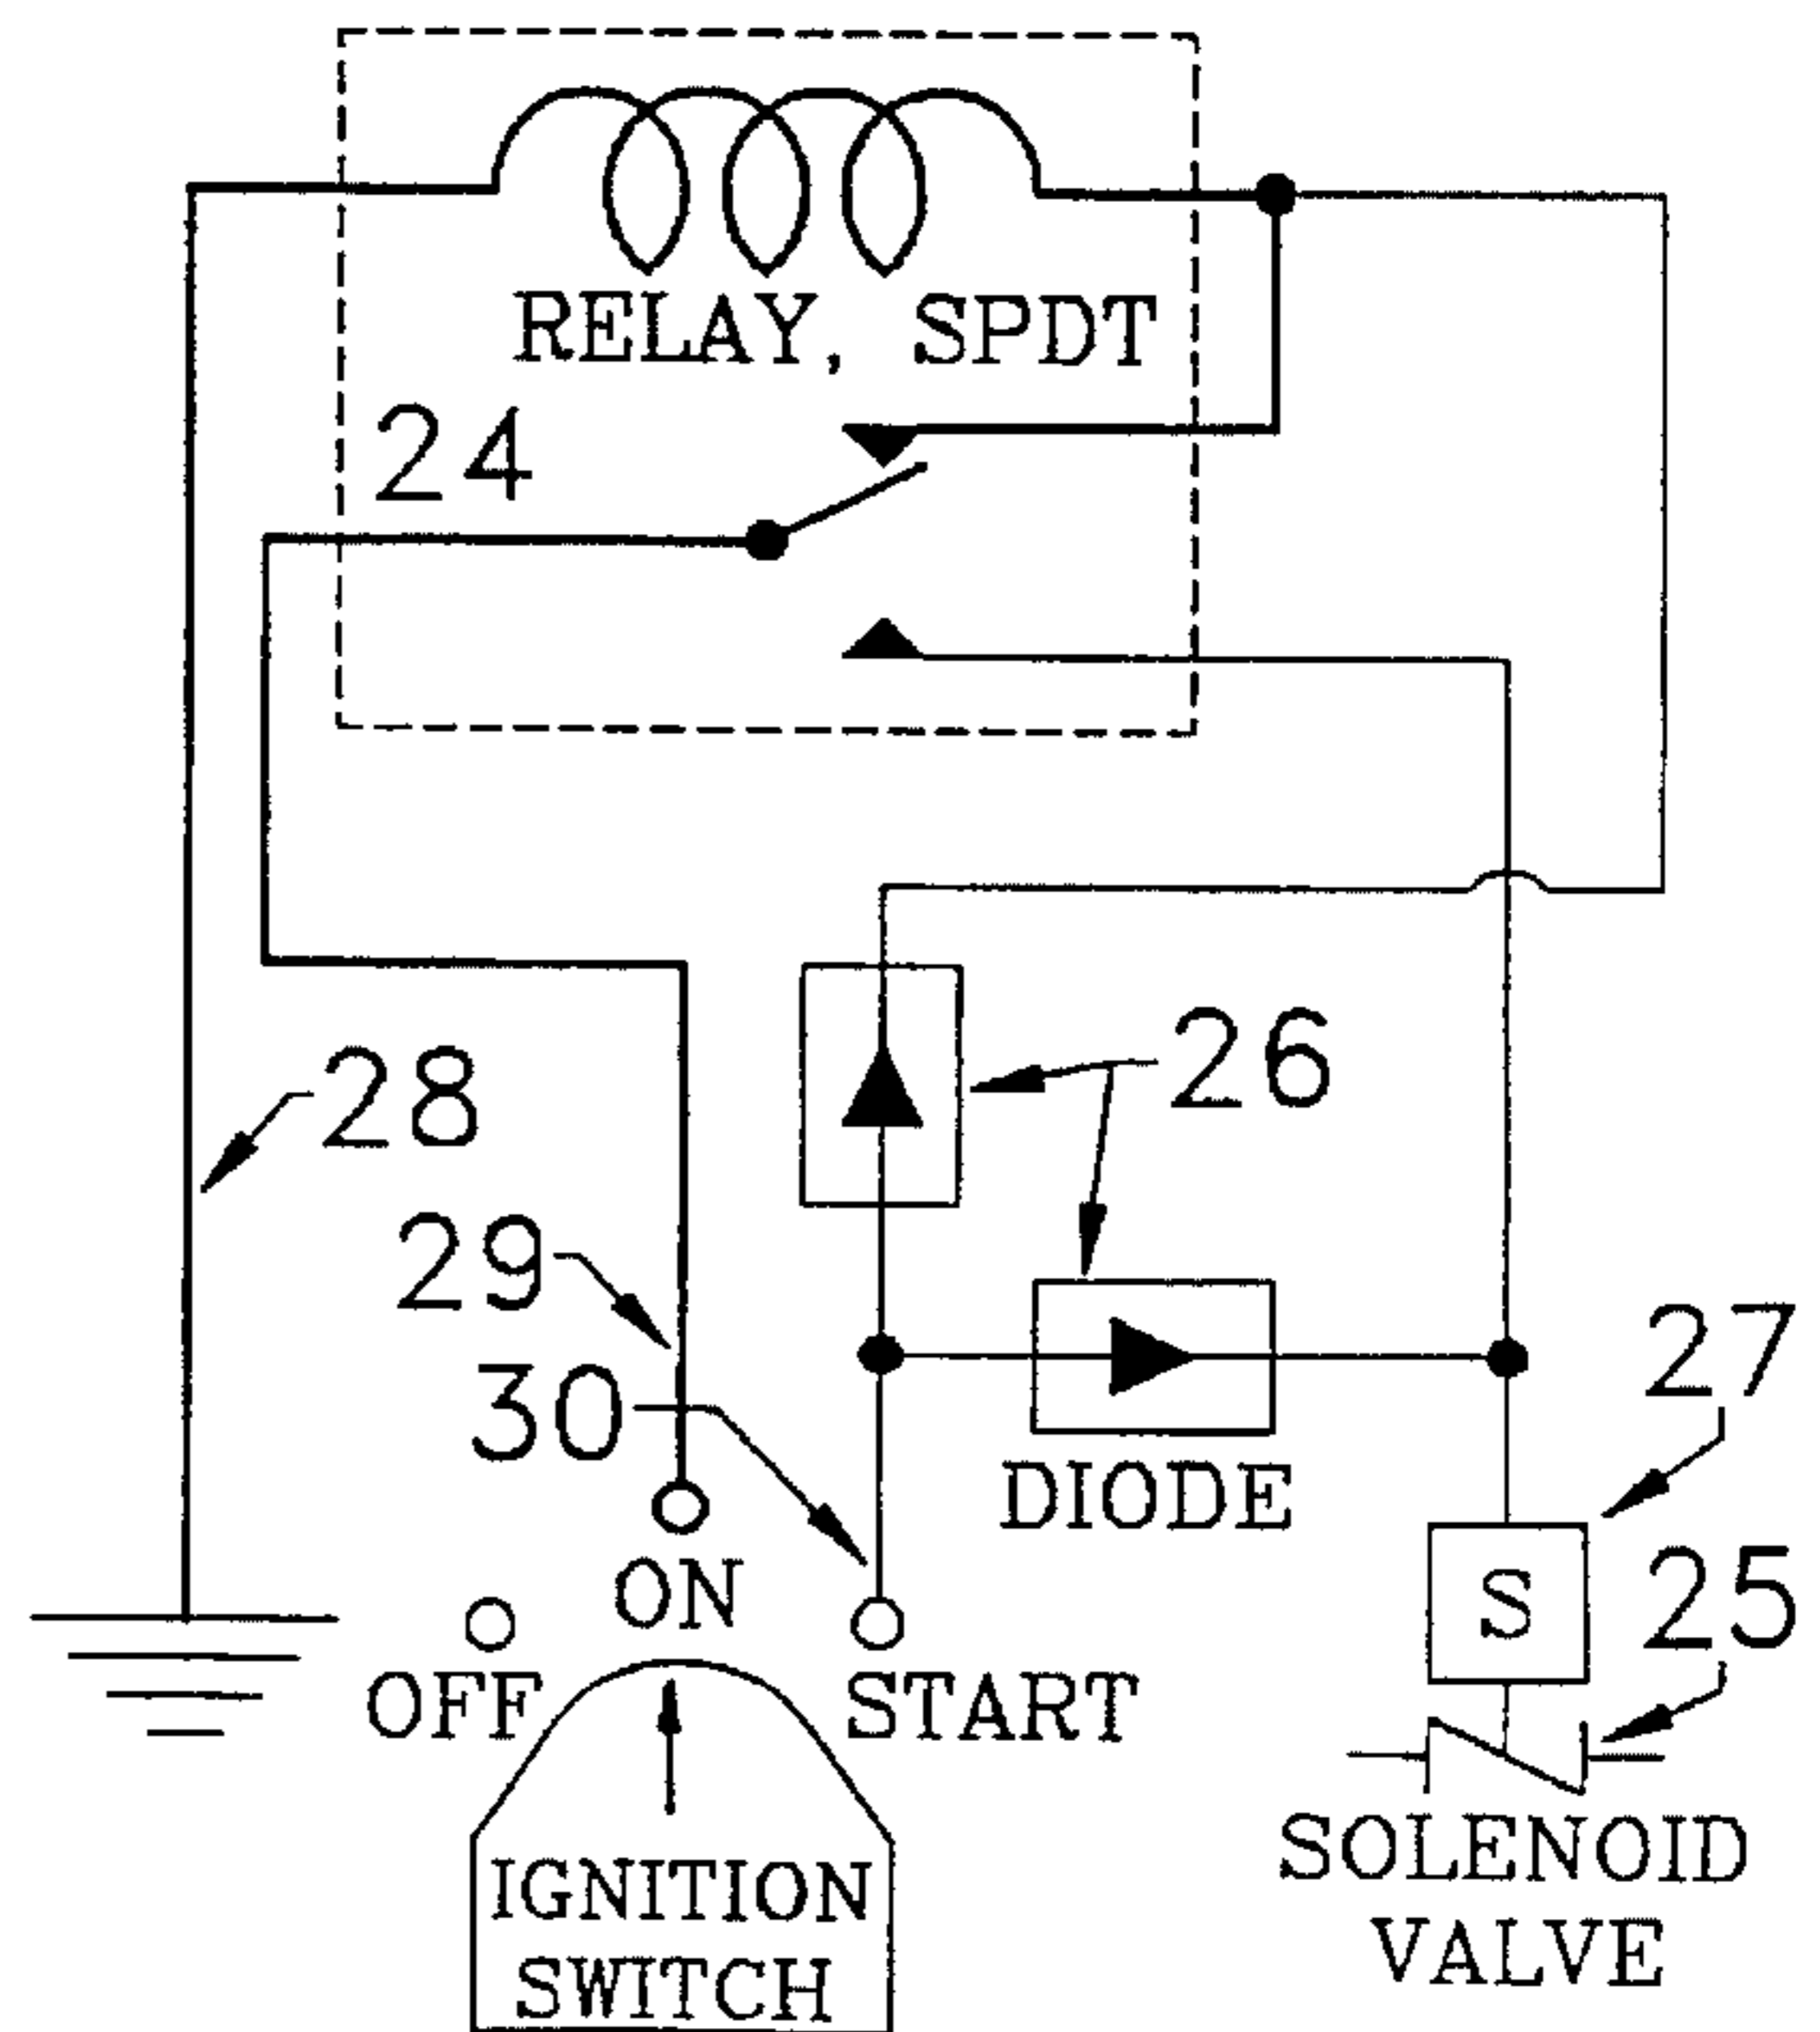 RELAY, SPDT
24
26
28
29
30
27
DIODE
ON
S
25
OFF
START
SOLENOID
VALVE
IGNITION
SWITCH